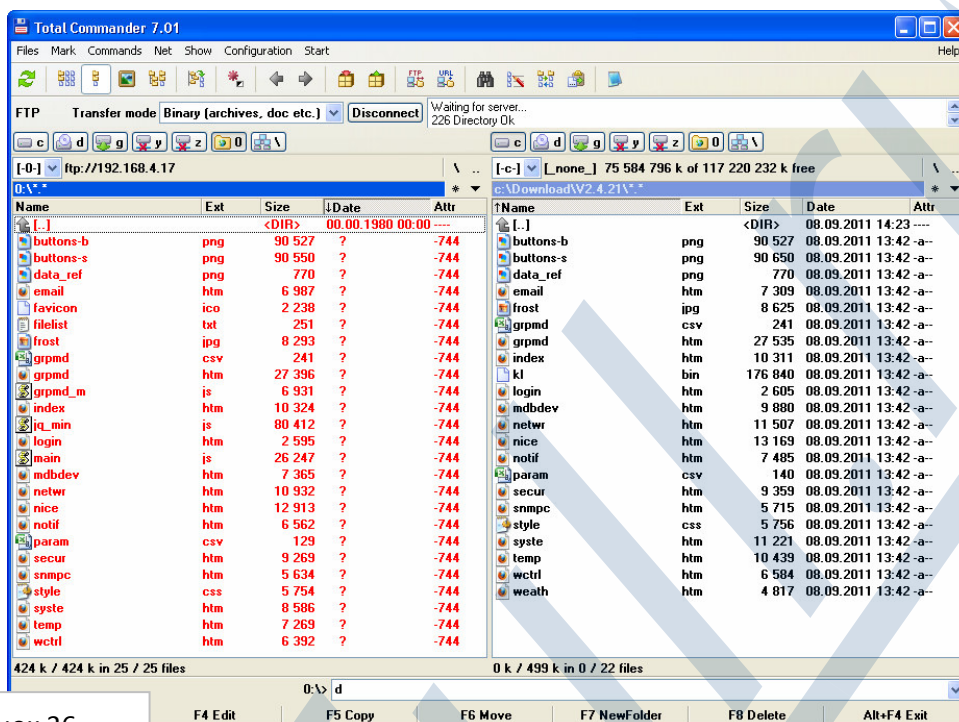 Total Commander 7.01
Files Mark Commands Net Show Configuration Start Help
FTP URL
FTP Transfer mode Binary (archives, doc etc.) Disconnect Waiting for server...
226 Directory Ok.
c d g y z 0 \ c d g y z 0 \
[-0-] ftp://192.168.4.17 \ .. [-c-] [_none_] 75 584 796 k of 117 220 232 k free \ ..
0:\*.* * c:\Download\V2.4.21\*.* *
Name Ext Size ↓Date Attr ↑Name Ext Size Date Attr
[..] <DIR> 00.00.1980 00:00 ---- [..] <DIR> 08.09.2011 14:23 ----
buttons-b png 90 527 ? -744 buttons-b png 90 527 08.09.2011 13:42 -a--
buttons-s png 90 550 ? -744 buttons-s png 90 650 08.09.2011 13:42 -a--
data_ref png 770 ? -744 data_ref png 770 08.09.2011 13:42 -a--
email htm 6 987 ? -744 email htm 7 309 08.09.2011 13:42 -a--
favicon ico 2 238 ? -744 frost jpg 8 625 08.09.2011 13:42 -a--
filelist txt 251 ? -744 grpmd csv 241 08.09.2011 13:42 -a--
frost jpg 8 293 ? -744 grpmd htm 27 535 08.09.2011 13:42 -a--
grpmd csv 241 ? -744 index htm 10 311 08.09.2011 13:42 -a--
grpmd htm 27 396 ? -744 kl bin 176 840 08.09.2011 13:42 -a--
grpmd_m js 6 931 ? -744 login htm 2 605 08.09.2011 13:42 -a--
index htm 10 324 ? -744 mdbdev htm 9 880 08.09.2011 13:42 -a--
jq_min js 80 412 ? -744 netwr htm 11 507 08.09.2011 13:42 -a--
login htm 2 595 ? -744 nice htm 13 169 08.09.2011 13:42 -a--
main js 26 247 ? -744 notif htm 7 485 08.09.2011 13:42 -a--
mdbdev htm 7 365 ? -744 param csv 140 08.09.2011 13:42 -a--
netwr htm 10 932 ? -744 secur htm 9 359 08.09.2011 13:42 -a--
nice htm 12 913 ? -744 snmpc htm 5 715 08.09.2011 13:42 -a--
notif htm 6 562 ? -744 style css 5 756 08.09.2011 13:42 -a--
param csv 129 ? -744 syste htm 11 221 08.09.2011 13:42 -a--
secur htm 9 269 ? -744 temp htm 10 439 08.09.2011 13:42 -a--
snmpc htm 5 634 ? -744 wctrl htm 6 584 08.09.2011 13:42 -a--
style css 5 754 ? -744 weath htm 4 817 08.09.2011 13:42 -a--
syste htm 8 586 ? -744
temp htm 7 269 ? -744
wctrl htm 6 392 ? -744
424 k / 424 k in 25 / 25 files 0 k / 499 k in 0 / 22 files
0:\> d
26 F4 Edit F5 Copy F6 Move F7 NewFolder F8 Delete Alt+F4 Exit